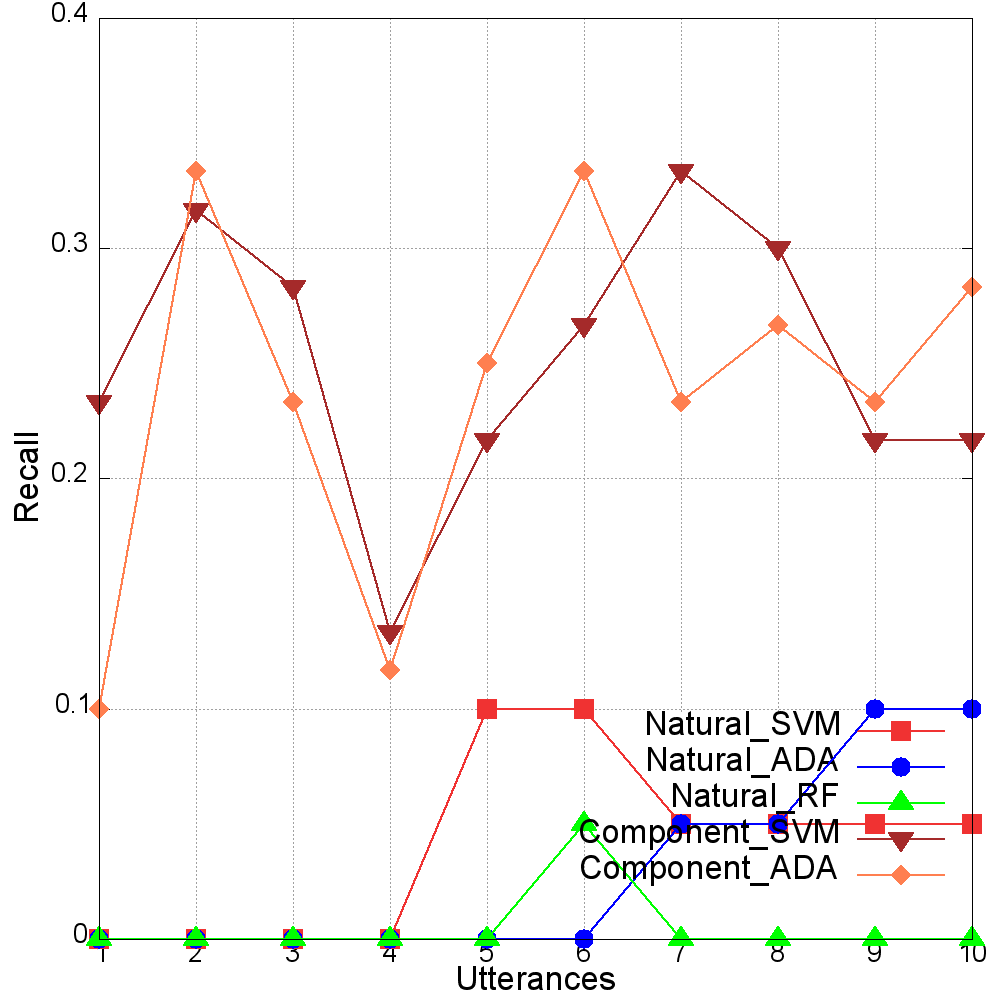 0.4
0.3
0.2
0.1
0
Recall
Natural_SVM
Natural_ADA
Natural_RF
Component_SVM
Component_ADA
1 2 3 4 5 6 7 8 9 10
Utterances